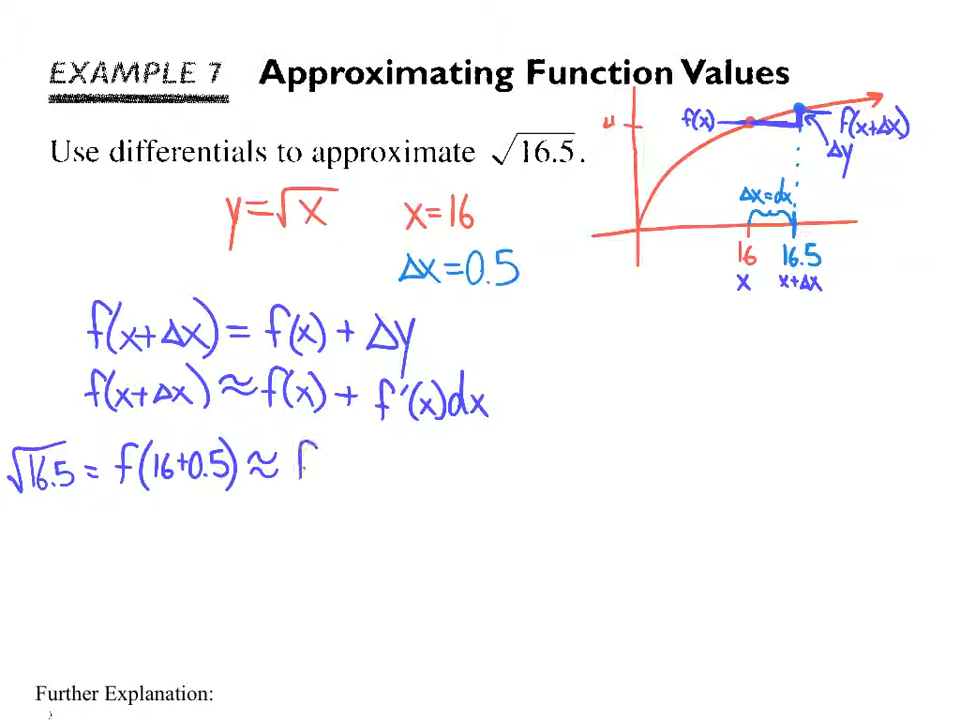 EXAMPLE 7 Approximating Function Values
Use differentials to approximate √16.5.
y=√x x=16
Δx=0.5
4 f(x) f(x+Δx)
Δy
Δx=dx
16 16.5
x x+Δx
f(x+Δx) = f(x) + Δy
f(x+Δx) ≈ f(x) + f'(x)dx
√16.5 = f(16+0.5) ≈ f
Further Explanation: